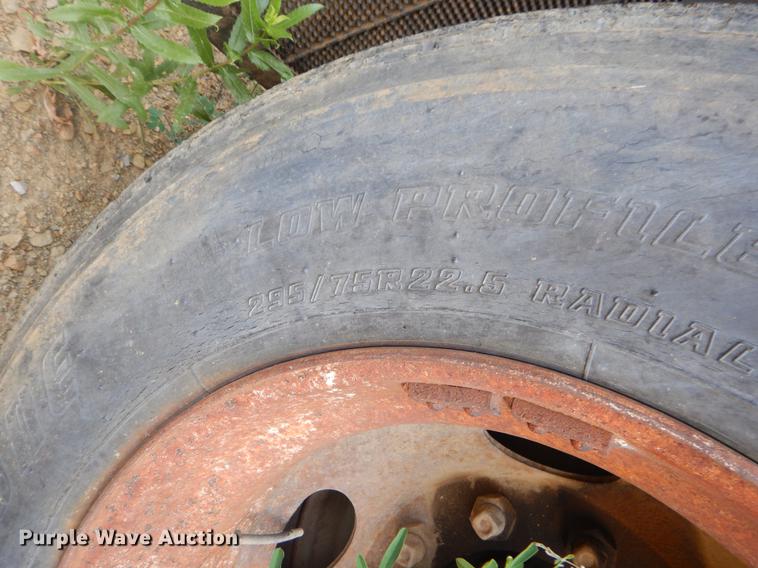 LOW PROFILE
295/75R22.5 RADIAL
Purple Wave Auction